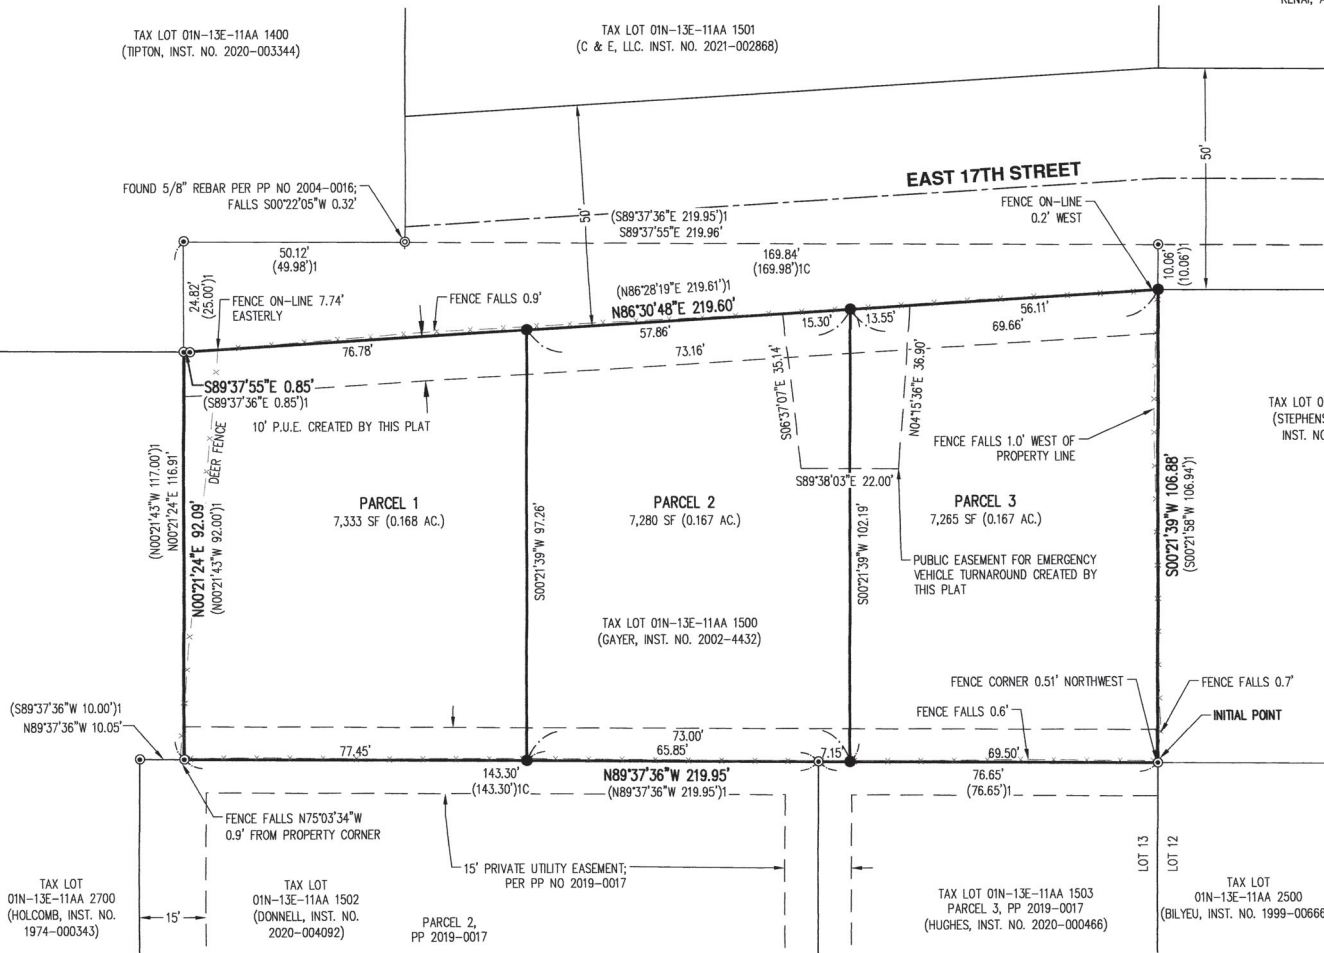 TAX LOT 01N-13E-11AA 1400
(TIPTON, INST. NO. 2020-003344)
TAX LOT 01N-13E-11AA 1501
(C & E, LLC. INST. NO. 2021-002868)
FOUND 5/8" REBAR PER PP NO 2004-0016;
FALLS S00°22'05"W 0.32'
EAST 17TH STREET
50'
50'
FENCE ON-LINE
0.2' WEST
(S89°37'36"E 219.95')1
S89°37'55"E 219.96'
50.12'
(49.98')1
169.84'
(169.98')1C
10.06'
(10.06')1
24.82'
(25.00')1
FENCE ON-LINE 7.74'
EASTERLY
FENCE FALLS 0.9'
(N86°28'19"E 219.61')1
N86°30'48"E 219.60'
76.78'
57.86'
15.30'
13.55'
56.11'
73.16'
69.66'
S89°37'55"E 0.85'
(S89°37'36"E 0.85')1
10' P.U.E. CREATED BY THIS PLAT
S06°37'07"E 35.14'
N04°15'36"E 36.90'
S89°38'03"E 22.00'
FENCE FALLS 1.0' WEST OF
PROPERTY LINE
TAX LOT
(STEPHENS
INST. NO
DEER FENCE
(N00°21'43"W 117.00')1
N00°21'24"E 116.91'
N00°21'24"E 92.09'
(N00°21'43"W 92.00')1
PARCEL 1
7,333 SF (0.168 AC.)
S00°21'39"W 97.26'
PARCEL 2
7,280 SF (0.167 AC.)
S00°21'39"W 102.19'
PARCEL 3
7,265 SF (0.167 AC.)
S00°21'39"W 106.88'
(S00°21'58"W 106.94')1
PUBLIC EASEMENT FOR EMERGENCY
VEHICLE TURNAROUND CREATED BY
THIS PLAT
TAX LOT 01N-13E-11AA 1500
(GAYER, INST. NO. 2002-4432)
FENCE CORNER 0.51' NORTHWEST
FENCE FALLS 0.7'
FENCE FALLS 0.6'
INITIAL POINT
(S89°37'36"W 10.00')1
N89°37'36"W 10.05'
77.45'
73.00'
65.85'
7.15'
69.50'
143.30'
(143.30')1C
N89°37'36"W 219.95'
(N89°37'36"W 219.95')1
76.65'
(76.65')1
FENCE FALLS N75°03'34"W
0.9' FROM PROPERTY CORNER
15' PRIVATE UTILITY EASEMENT;
PER PP NO 2019-0017
LOT 13
LOT 12
TAX LOT
01N-13E-11AA 2700
(HOLCOMB, INST. NO.
1974-000343)
15'
TAX LOT
01N-13E-11AA 1502
(DONNELL, INST. NO.
2020-004092)
PARCEL 2,
PP 2019-0017
TAX LOT 01N-13E-11AA 1503
PARCEL 3, PP 2019-0017
(HUGHES, INST. NO. 2020-000466)
TAX LOT
01N-13E-11AA 2500
(BILYEU, INST. NO. 1999-00666